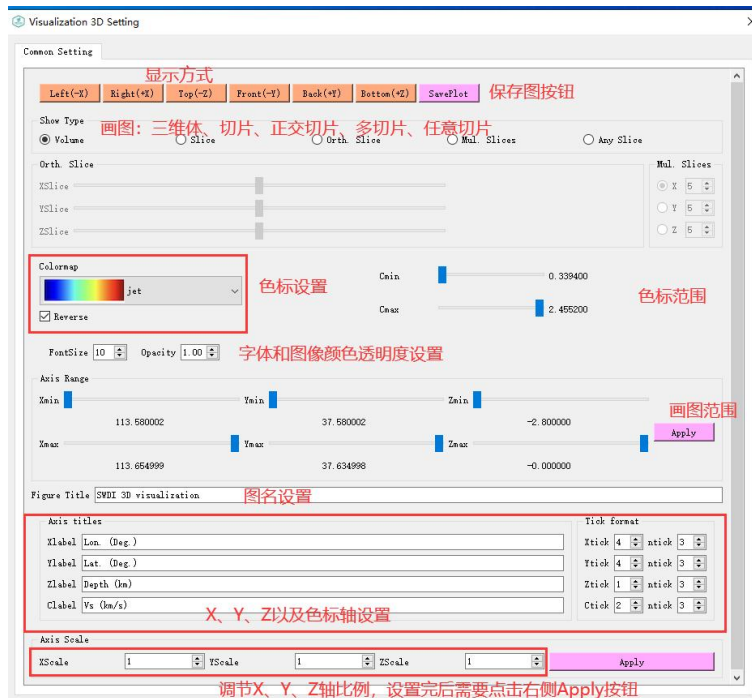 Visualization 3D Setting
Common Setting
显示方式
Left(-X) Right(+X) Top(-Z) Front(-Y) Back(+Y) Bottom(+Z) SavePlot 保存图按钮
Show Type
画图：三维体、切片、正交切片、多切片、任意切片
Volume Slice Orth. Slice Mul. Slices Any Slice
Orth. Slice Mul. Slices
XSlice X 5
YSlice Y 5
ZSlice Z 5
Colormap
jet
色标设置
Reverse
Cmin 0.339400
Cmax 2.455200
色标范围
FontSize 10 Opacity 1.00 字体和图像颜色透明度设置
Axis Range
Xmin Ymin Zmin
113.580002 37.580002 -2.800000
画图范围
Apply
Xmax Ymax Zmax
113.654999 37.634998 -0.000000
Figure Title SWDI 3D visualization 图名设置
Axis titles Tick format
Xlabel Lon. (Deg.) Xtick 4 ntick 3
Ylabel Lat. (Deg.) Ytick 4 ntick 3
Zlabel Depth (km) Ztick 1 ntick 3
Clabel Vs (km/s) Ctick 2 ntick 3
X、Y、Z以及色标轴设置
Axis Scale
XScale 1 YScale 1 ZScale 1 Apply
调节X、Y、Z轴比例，设置完后需要点击右侧Apply按钮